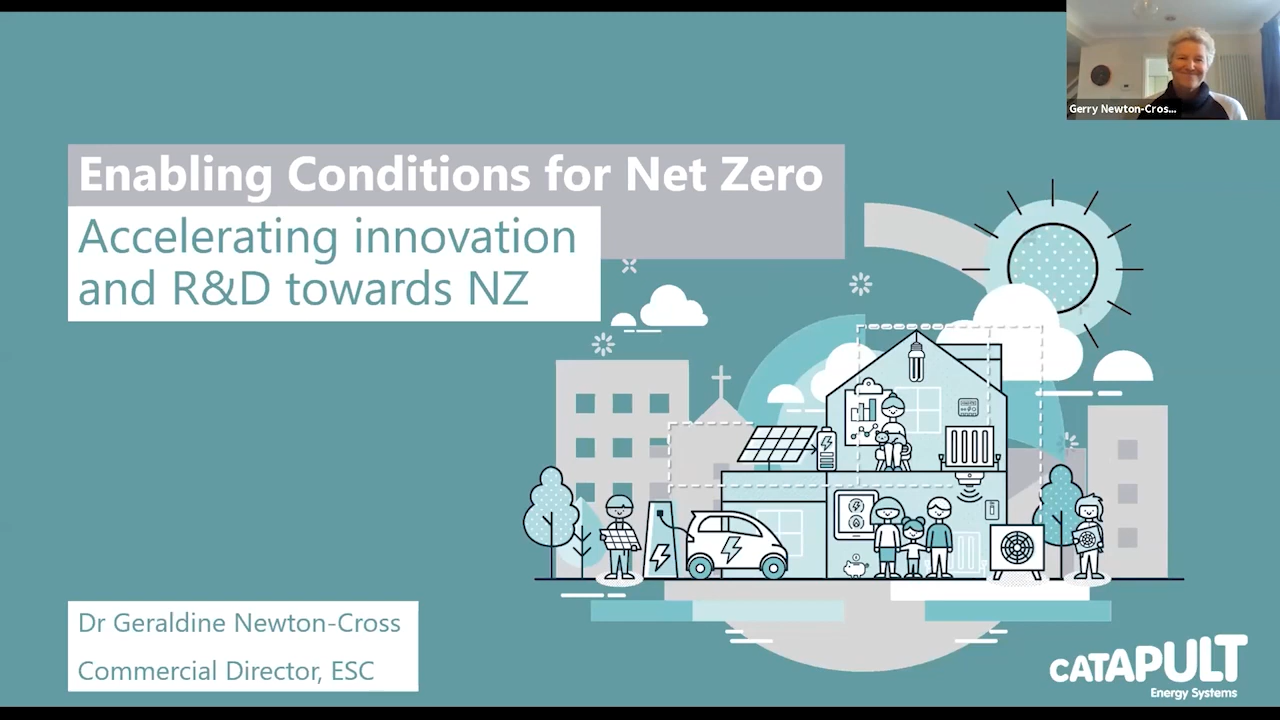 Gerry Newton-Cros...
Enabling Conditions for Net Zero
Accelerating innovation
and R&D towards NZ
Dr Geraldine Newton-Cross
Commercial Director, ESC
CATAPULT
Energy Systems